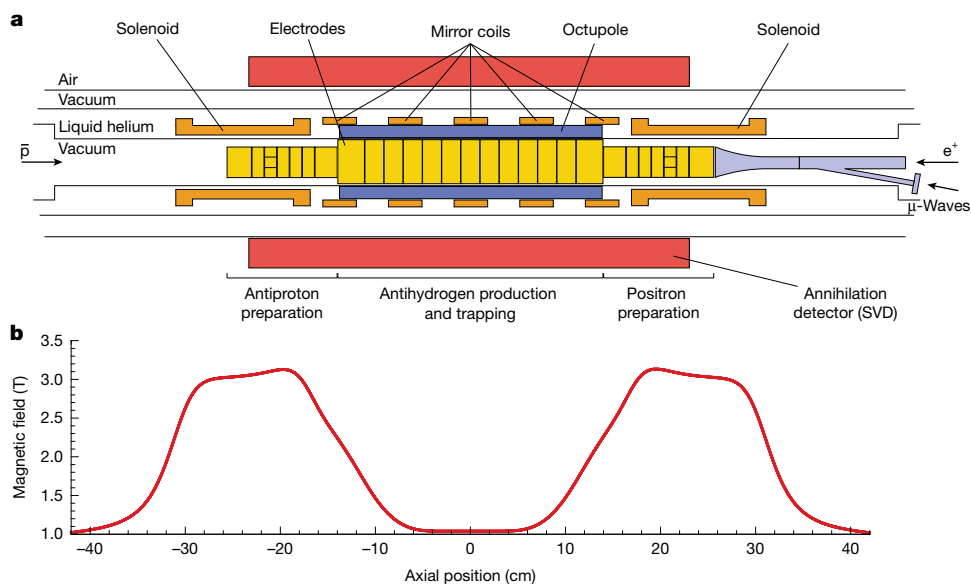 a
Solenoid
Electrodes
Mirror coils
Octupole
Solenoid
Air
Vacuum
Liquid helium
Vacuum
p̅
e⁺
μ-Waves
Antiproton
preparation
Antihydrogen production
and trapping
Positron
preparation
Annihilation
detector (SVD)
b
Magnetic field (T)
3.5
3.0
2.5
2.0
1.5
1.0
–40 –30 –20 –10 0 10 20 30 40
Axial position (cm)